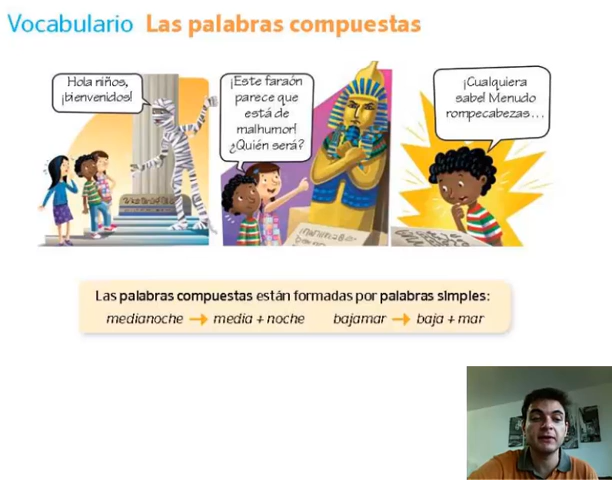 Vocabulario Las palabras compuestas
Hola niños,
¡bienvenidos!
¡Este faraón
parece que
está de
malhumor!
¿Quién será?
¡Cualquiera
sabe! Menudo
rompecabezas...
Las palabras compuestas están formadas por palabras simples:
medianoche → media + noche bajamar → baja + mar